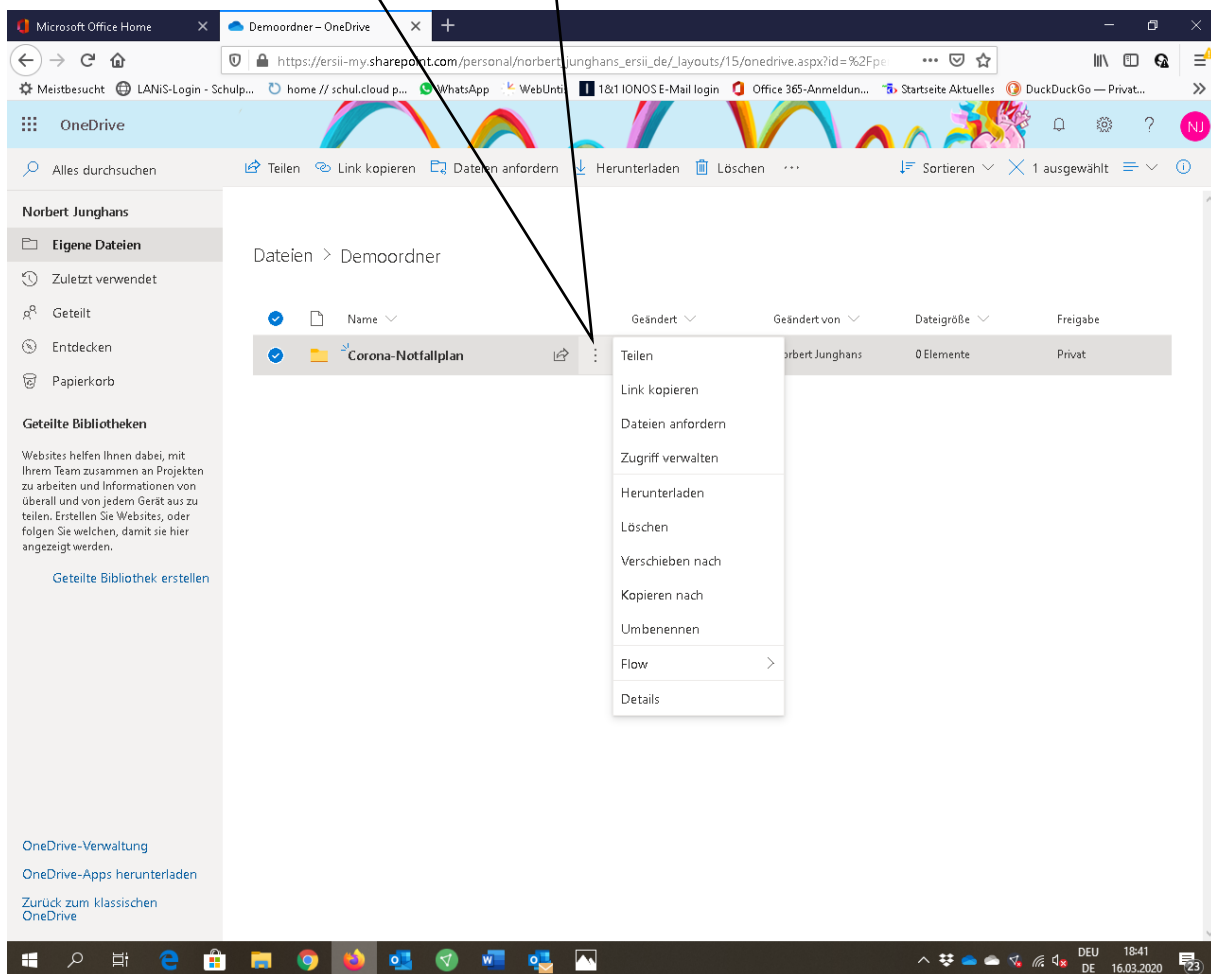 Microsoft Office Home
Demoordner – OneDrive
https://ersii-my.sharepoint.com/personal/norbert_junghans_ersii_de/_layouts/15/onedrive.aspx?id=%2Fpe
Meistbesucht LANiS-Login - Schulp... home // schul.cloud p... WhatsApp WebUntis 1&1 IONOS E-Mail login Office 365-Anmeldun... Startseite Aktuelles DuckDuckGo — Privat...
OneDrive
? NJ
Alles durchsuchen
Teilen Link kopieren Dateien anfordern Herunterladen Löschen ··· Sortieren 1 ausgewählt
Norbert Junghans
Eigene Dateien
Zuletzt verwendet
Geteilt
Entdecken
Papierkorb
Geteilte Bibliotheken
Websites helfen Ihnen dabei, mit
Ihrem Team zusammen an Projekten
zu arbeiten und Informationen von
überall und von jedem Gerät aus zu
teilen. Erstellen Sie Websites, oder
folgen Sie welchen, damit sie hier
angezeigt werden.
Geteilte Bibliothek erstellen
OneDrive-Verwaltung
OneDrive-Apps herunterladen
Zurück zum klassischen
OneDrive
Dateien > Demoordner
Name Geändert Geändert von Dateigröße Freigabe
Corona-Notfallplan orbert Junghans 0 Elemente Privat
Teilen
Link kopieren
Dateien anfordern
Zugriff verwalten
Herunterladen
Löschen
Verschieben nach
Kopieren nach
Umbenennen
Flow
Details
DEU 18:41
DE 16.03.2020 23